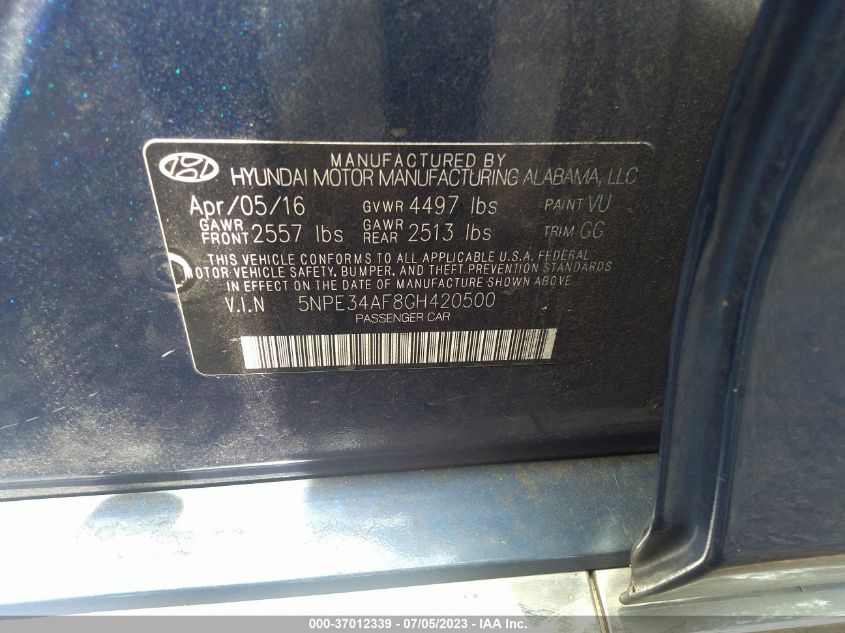 MANUFACTURED BY
HYUNDAI MOTOR MANUFACTURING ALABAMA, LLC
Apr/05/16 GVWR 4497 lbs PAINT VU
GAWR FRONT 2557 lbs GAWR REAR 2513 lbs TRIM GG
THIS VEHICLE CONFORMS TO ALL APPLICABLE U.S.A. FEDERAL
MOTOR VEHICLE SAFETY, BUMPER, AND THEFT PREVENTION STANDARDS
IN EFFECT ON THE DATE OF MANUFACTURE SHOWN ABOVE
V.I.N 5NPE34AF8GH420500
PASSENGER CAR
000-37012339 - 07/05/2023 - IAA Inc.